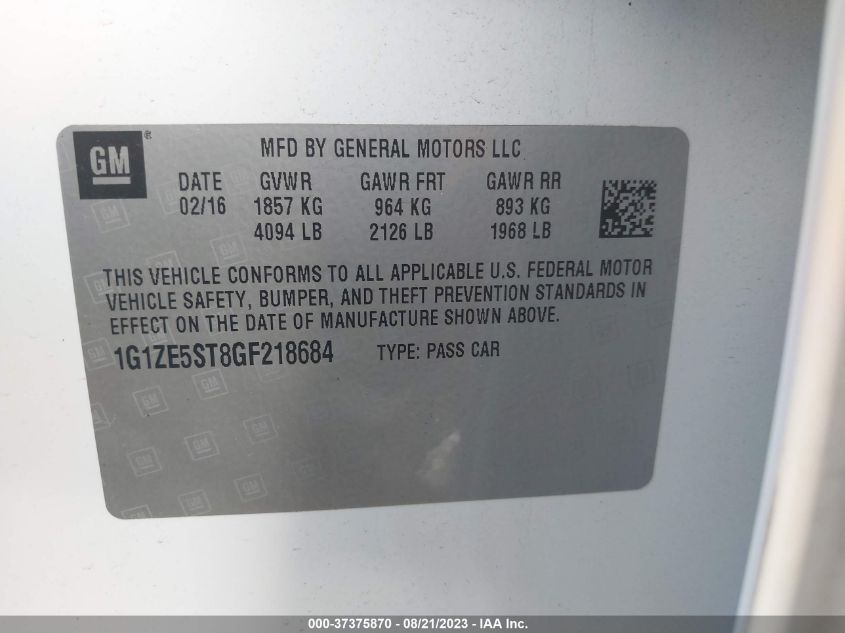 GM ®
MFD BY GENERAL MOTORS LLC
DATE GVWR GAWR FRT GAWR RR
02/16 1857 KG 964 KG 893 KG
4094 LB 2126 LB 1968 LB
THIS VEHICLE CONFORMS TO ALL APPLICABLE U.S. FEDERAL MOTOR
VEHICLE SAFETY, BUMPER, AND THEFT PREVENTION STANDARDS IN
EFFECT ON THE DATE OF MANUFACTURE SHOWN ABOVE.
1G1ZE5ST8GF218684 TYPE: PASS CAR
000-37375870 / 08/21/2023 / IAA Inc.